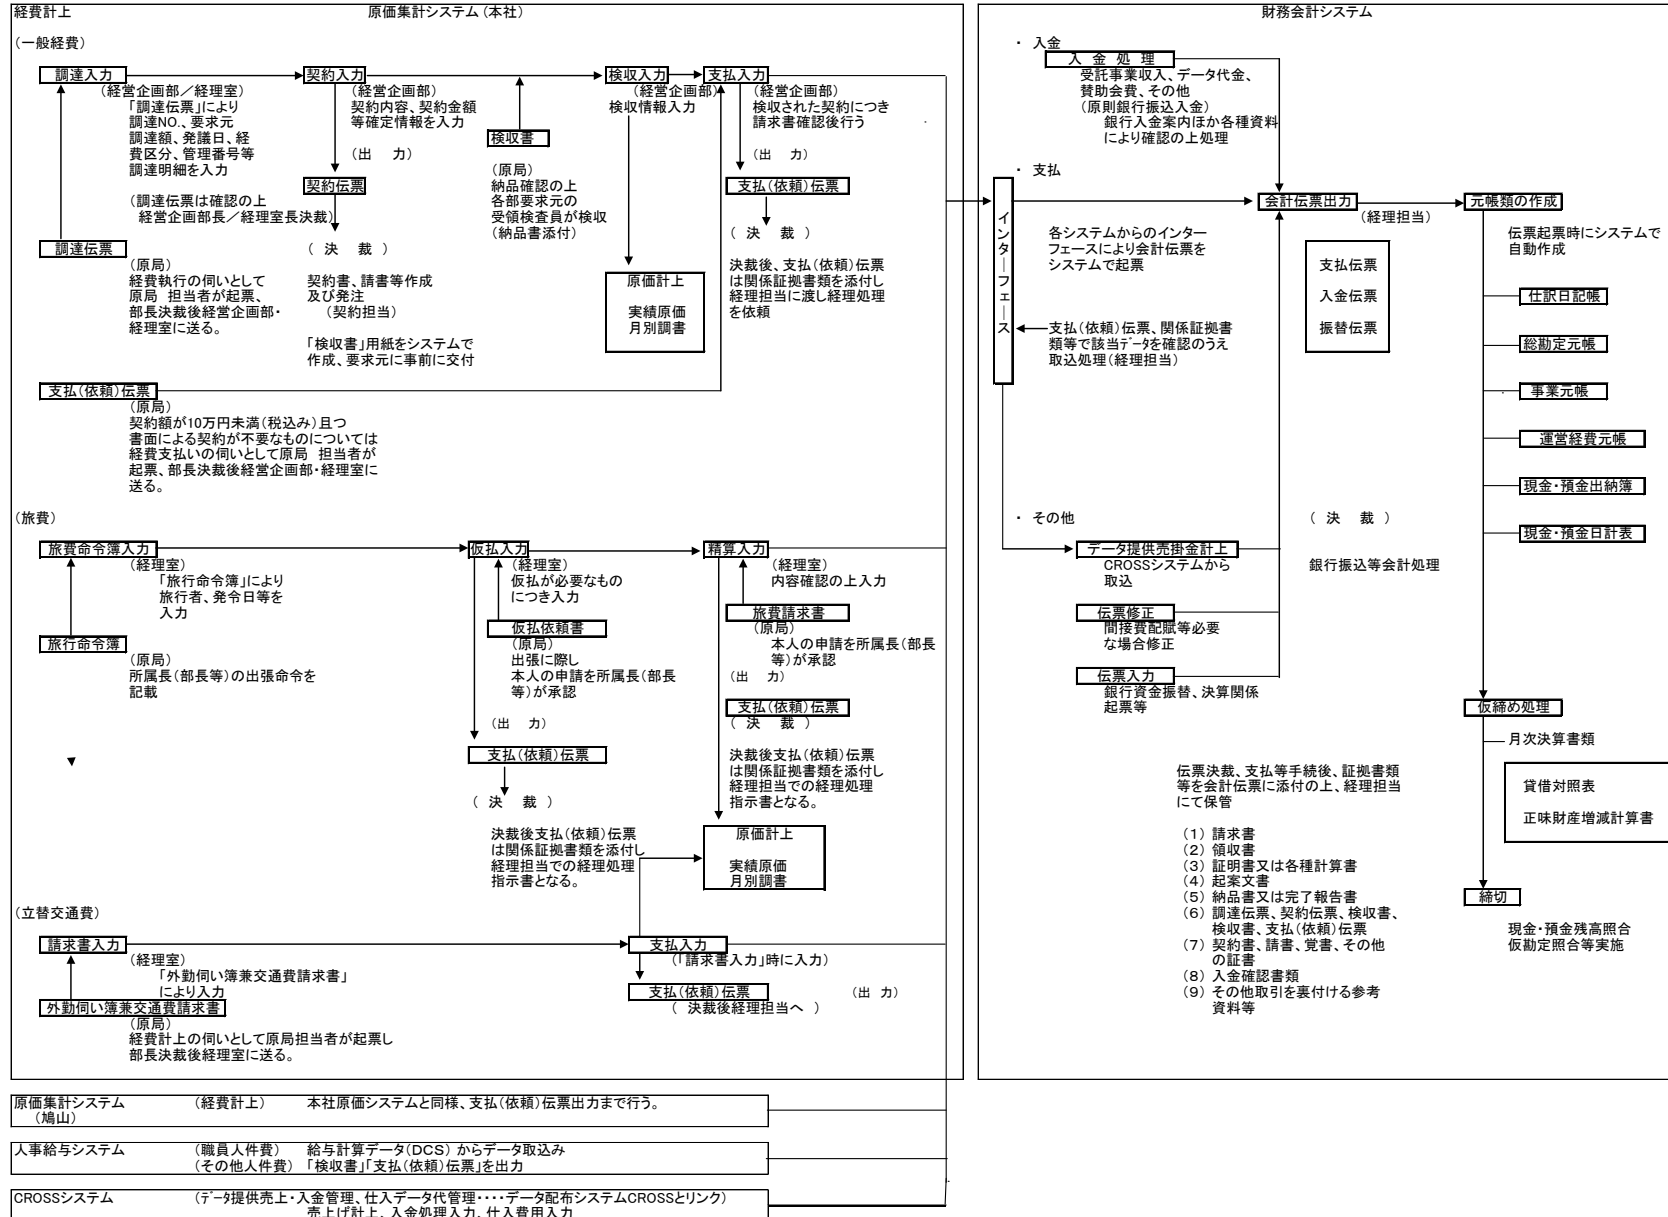 経費計上
原価集計システム(本社)
(一般経費)
調達入力
(経営企画部/経理室)
「調達伝票」により
調達NO.、要求元
調達額、発議日、経
費区分、管理番号等
調達明細を入力
(調達伝票は確認の上
経営企画部長/経理室長決裁)
調達伝票
(原局)
経費執行の伺いとして
原局 担当者が起票、
部長決裁後経営企画部・
経理室に送る。
契約入力
(経営企画部)
契約内容、契約金額
等確定情報を入力
(出 力)
契約伝票
( 決 裁 )
契約書、請書等作成
及び発注
(契約担当)
「検収書」用紙をシステムで
作成、要求元に事前に交付
検収書
(原局)
納品確認の上
各部要求元の
受領検査員が検収
(納品書添付)
検収入力
(経営企画部)
検収情報入力
原価計上
実績原価
月別調書
支払入力
(経営企画部)
検収された契約につき
請求書確認後行う
(出 力)
支払(依頼)伝票
( 決 裁 )
決裁後、支払(依頼)伝票
は関係証拠書類を添付し
経理担当に渡し経理処理
を依頼
支払(依頼)伝票
(原局)
契約額が10万円未満(税込み)且つ
書面による契約が不要なものについては
経費支払いの伺いとして原局 担当者が
起票、部長決裁後経営企画部・経理室に
送る。
(旅費)
旅費命令簿入力
(経理室)
「旅行命令簿」により
旅行者、発令日等を
入力
旅行命令簿
(原局)
所属長(部長等)の出張命令を
記載
仮払入力
(経理室)
仮払が必要なもの
につき入力
仮払依頼書
(原局)
出張に際し
本人の申請を所属長(部長
等)が承認
(出 力)
支払(依頼)伝票
( 決 裁 )
決裁後支払(依頼)伝票
は関係証拠書類を添付し
経理担当での経理処理
指示書となる。
精算入力
(経理室)
内容確認の上入力
旅費請求書
(原局)
本人の申請を所属長(部長
等)が承認
(出 力)
支払(依頼)伝票
( 決 裁 )
決裁後支払(依頼)伝票
は関係証拠書類を添付し
経理担当での経理処理
指示書となる。
原価計上
実績原価
月別調書
(立替交通費)
請求書入力
(経理室)
「外勤伺い簿兼交通費請求書」
により入力
外勤伺い簿兼交通費請求書
(原局)
経費計上の伺いとして原局担当者が起票し
部長決裁後経理室に送る。
支払入力
(「請求書入力」時に入力)
支払(依頼)伝票
(出 力)
( 決裁後経理担当へ )
原価集計システム (経費計上) 本社原価システムと同様、支払(依頼)伝票出力まで行う。
(鳩山)
人事給与システム (職員人件費) 給与計算データ(DCS) からデータ取込み
(その他人件費) 「検収書」「支払(依頼)伝票」を出力
CROSSシステム (データ提供売上・入金管理、仕入データ代管理・・・・データ配布システムCROSSとリンク)
売上げ計上、入金処理入力、仕入費用入力
財務会計システム
・ 入金
入 金 処 理
受託事業収入、データ代金、
賛助会費、その他
(原則銀行振込入金)
銀行入金案内ほか各種資料
により確認の上処理
・ 支払
インターフェース
各システムからのインター
フェースにより会計伝票を
システムで起票
支払(依頼)伝票、関係証拠書
類等で該当データを確認のうえ
取込処理(経理担当)
・ その他
データ提供売掛金計上
CROSSシステムから
取込
伝票修正
間接費配賦等必要
な場合修正
伝票入力
銀行資金振替、決算関係
起票等
会計伝票出力
(経理担当)
支払伝票
入金伝票
振替伝票
( 決 裁 )
銀行振込等会計処理
伝票決裁、支払等手続後、証拠書類
等を会計伝票に添付の上、経理担当
にて保管
(1) 請求書
(2) 領収書
(3) 証明書又は各種計算書
(4) 起案文書
(5) 納品書又は完了報告書
(6) 調達伝票、契約伝票、検収書、
検収書、支払(依頼)伝票
(7) 契約書、請書、覚書、その他
の証書
(8) 入金確認書類
(9) その他取引を裏付ける参考
資料等
元帳類の作成
伝票起票時にシステムで
自動作成
仕訳日記帳
総勘定元帳
事業元帳
運営経費元帳
現金・預金出納簿
現金・預金日計表
仮締め処理
月次決算書類
貸借対照表
正味財産増減計算書
締切
現金・預金残高照合
仮勘定照合等実施